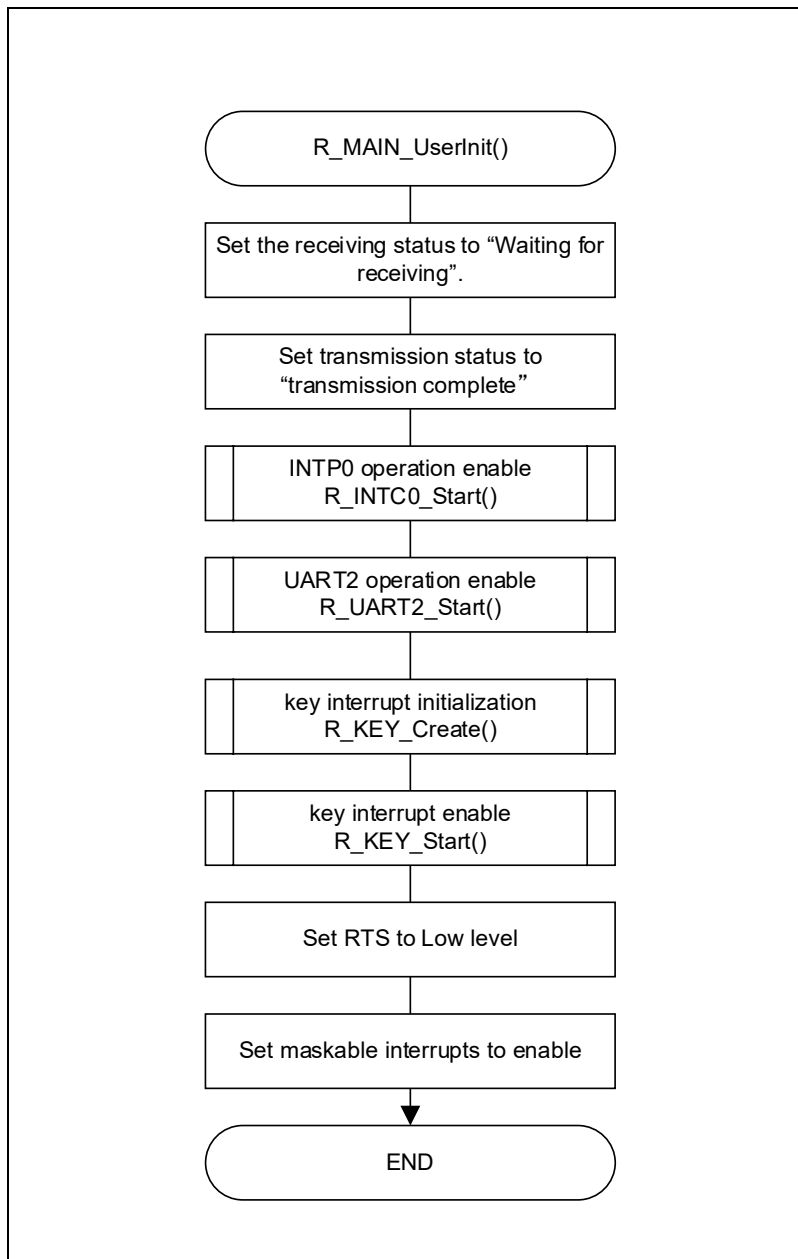 R_MAIN_UserInit()
Set the receiving status to “Waiting for
receiving”.
Set transmission status to
“transmission complete”
INTP0 operation enable
R_INTC0_Start()
UART2 operation enable
R_UART2_Start()
key interrupt initialization
R_KEY_Create()
key interrupt enable
R_KEY_Start()
Set RTS to Low level
Set maskable interrupts to enable
END